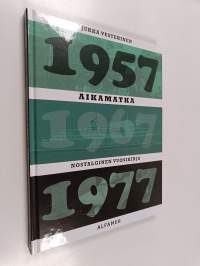 JUKKA VESTERINEN
1957
AIKAMATKA
1967
NOSTALGINEN VUOSIKIRJA
1977
ALFAMER